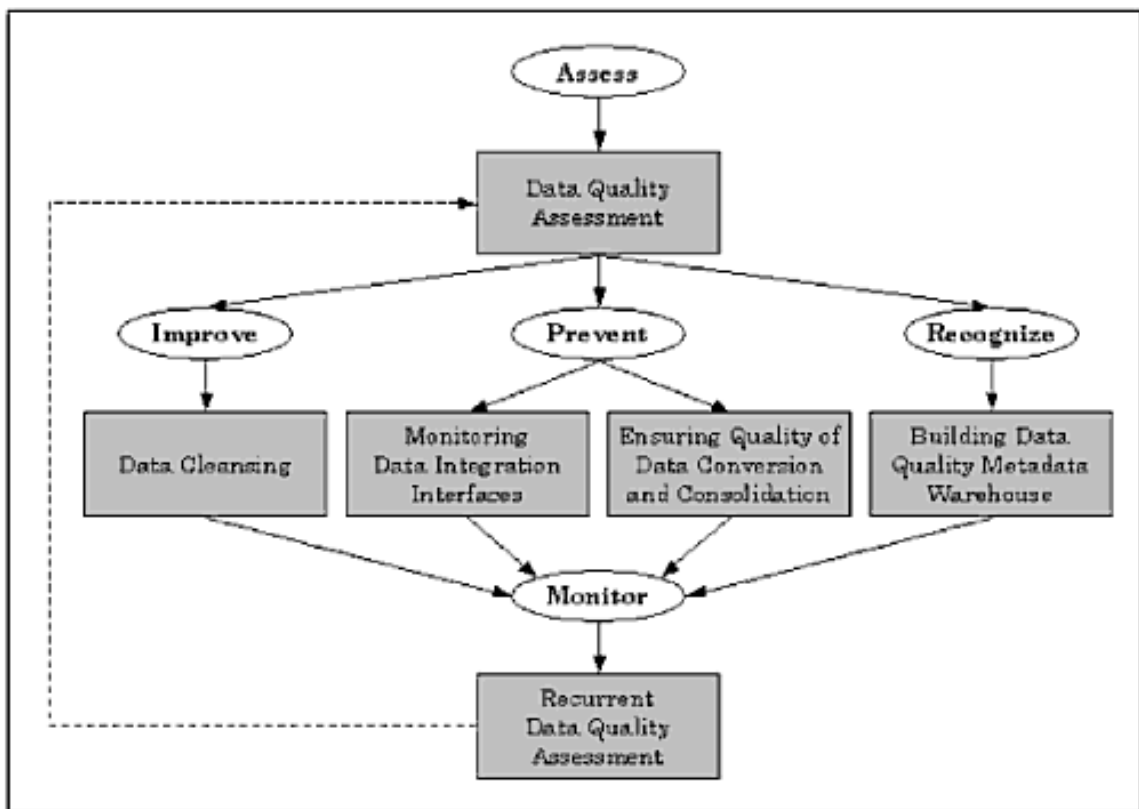 Assess
Data Quality
Assessment
Improve
Prevent
Recognize
Data Cleansing
Monitoring
Data Integration
Interfaces
Ensuring Quality of
Data Conversion
and Consolidation
Building Data
Quality Metadata
Warehouse
Monitor
Recurrent
Data Quality
Assessment